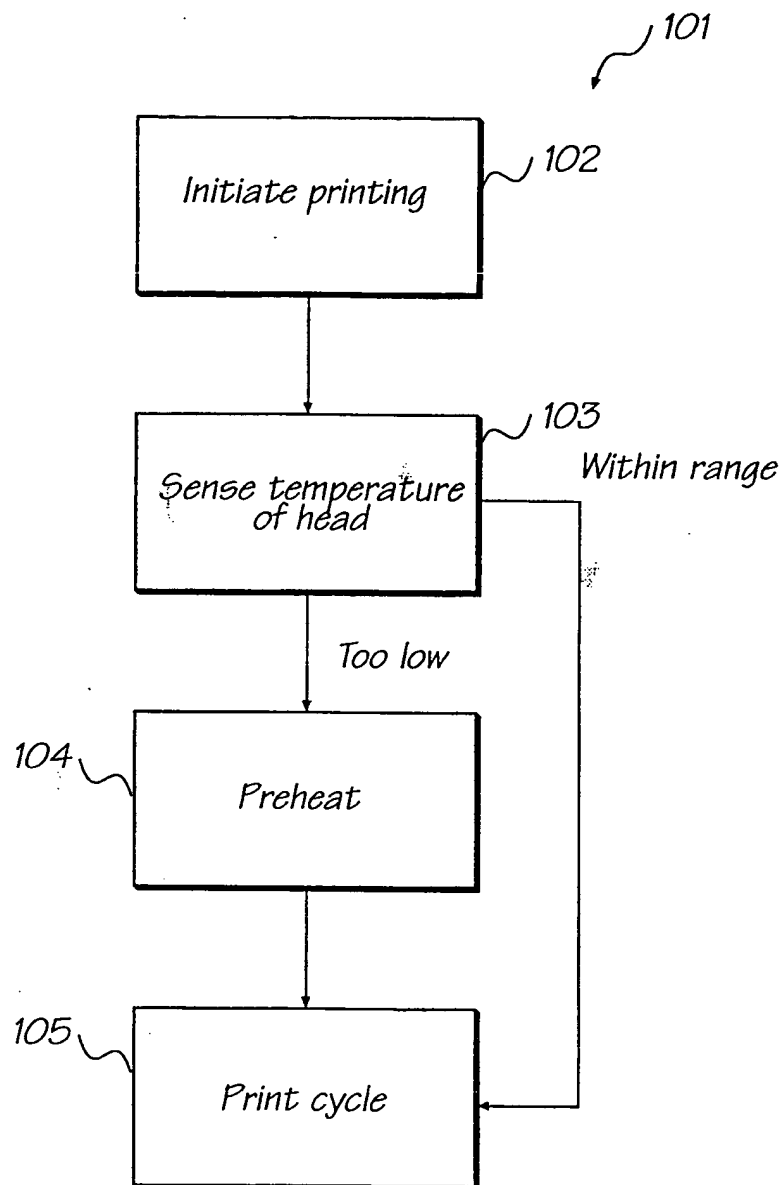 101
Initiate printing
102
103
Within range
Sense temperature
of head
Too low
104
Preheat
105
Print cycle